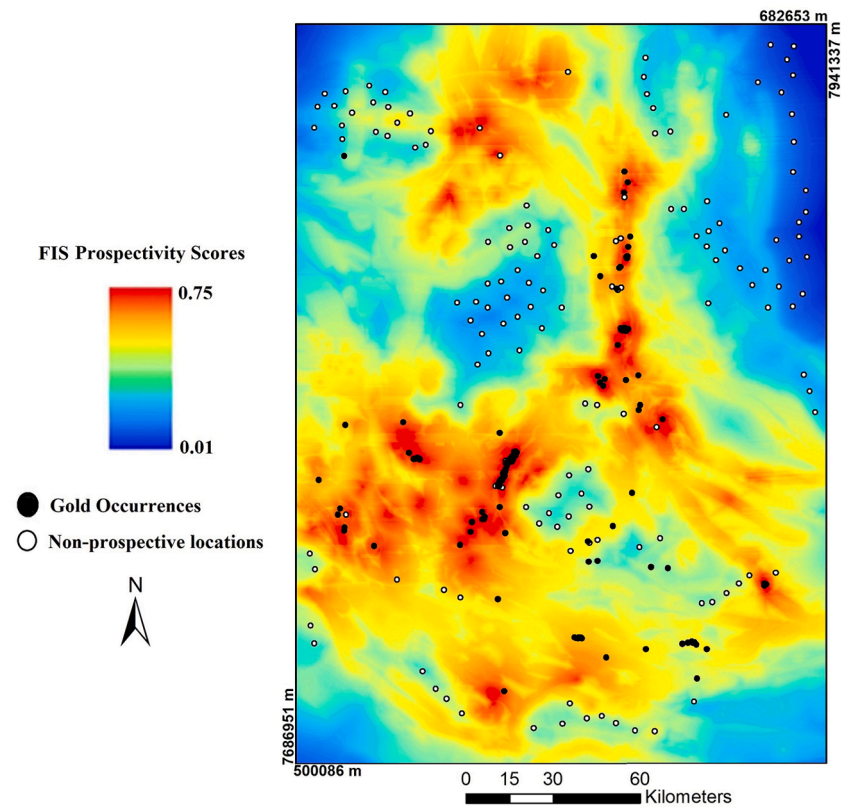 682653 m
7941337 m
FIS Prospectivity Scores
0.75
0.01
Gold Occurrences
Non-prospective locations
N
7686951 m
500086 m
0 15 30 60
Kilometers